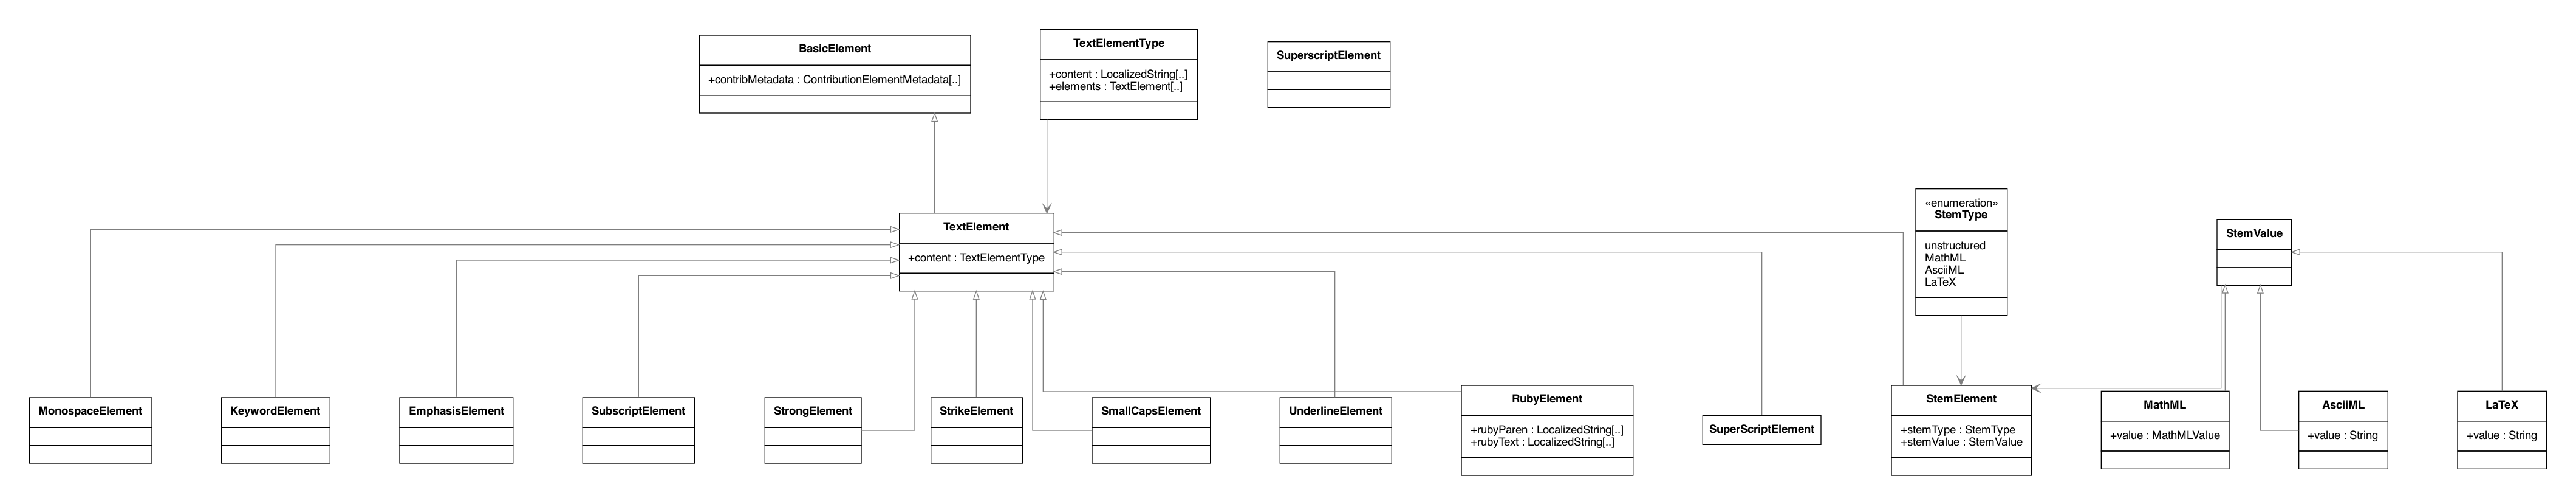 BasicElement
+contribMetadata : ContributionElementMetadata[..]
TextElementType
+content : LocalizedString[..]
+elements : TextElement[..]
SuperscriptElement
TextElement
+content : TextElementType
«enumeration»
StemType
unstructured
MathML
AsciiML
LaTeX
StemValue
MonospaceElement
KeywordElement
EmphasisElement
SubscriptElement
StrongElement
StrikeElement
SmallCapsElement
UnderlineElement
RubyElement
+rubyParen : LocalizedString[..]
+rubyText : LocalizedString[..]
SuperScriptElement
StemElement
+stemType : StemType
+stemValue : StemValue
MathML
+value : MathMLValue
AsciiML
+value : String
LaTeX
+value : String